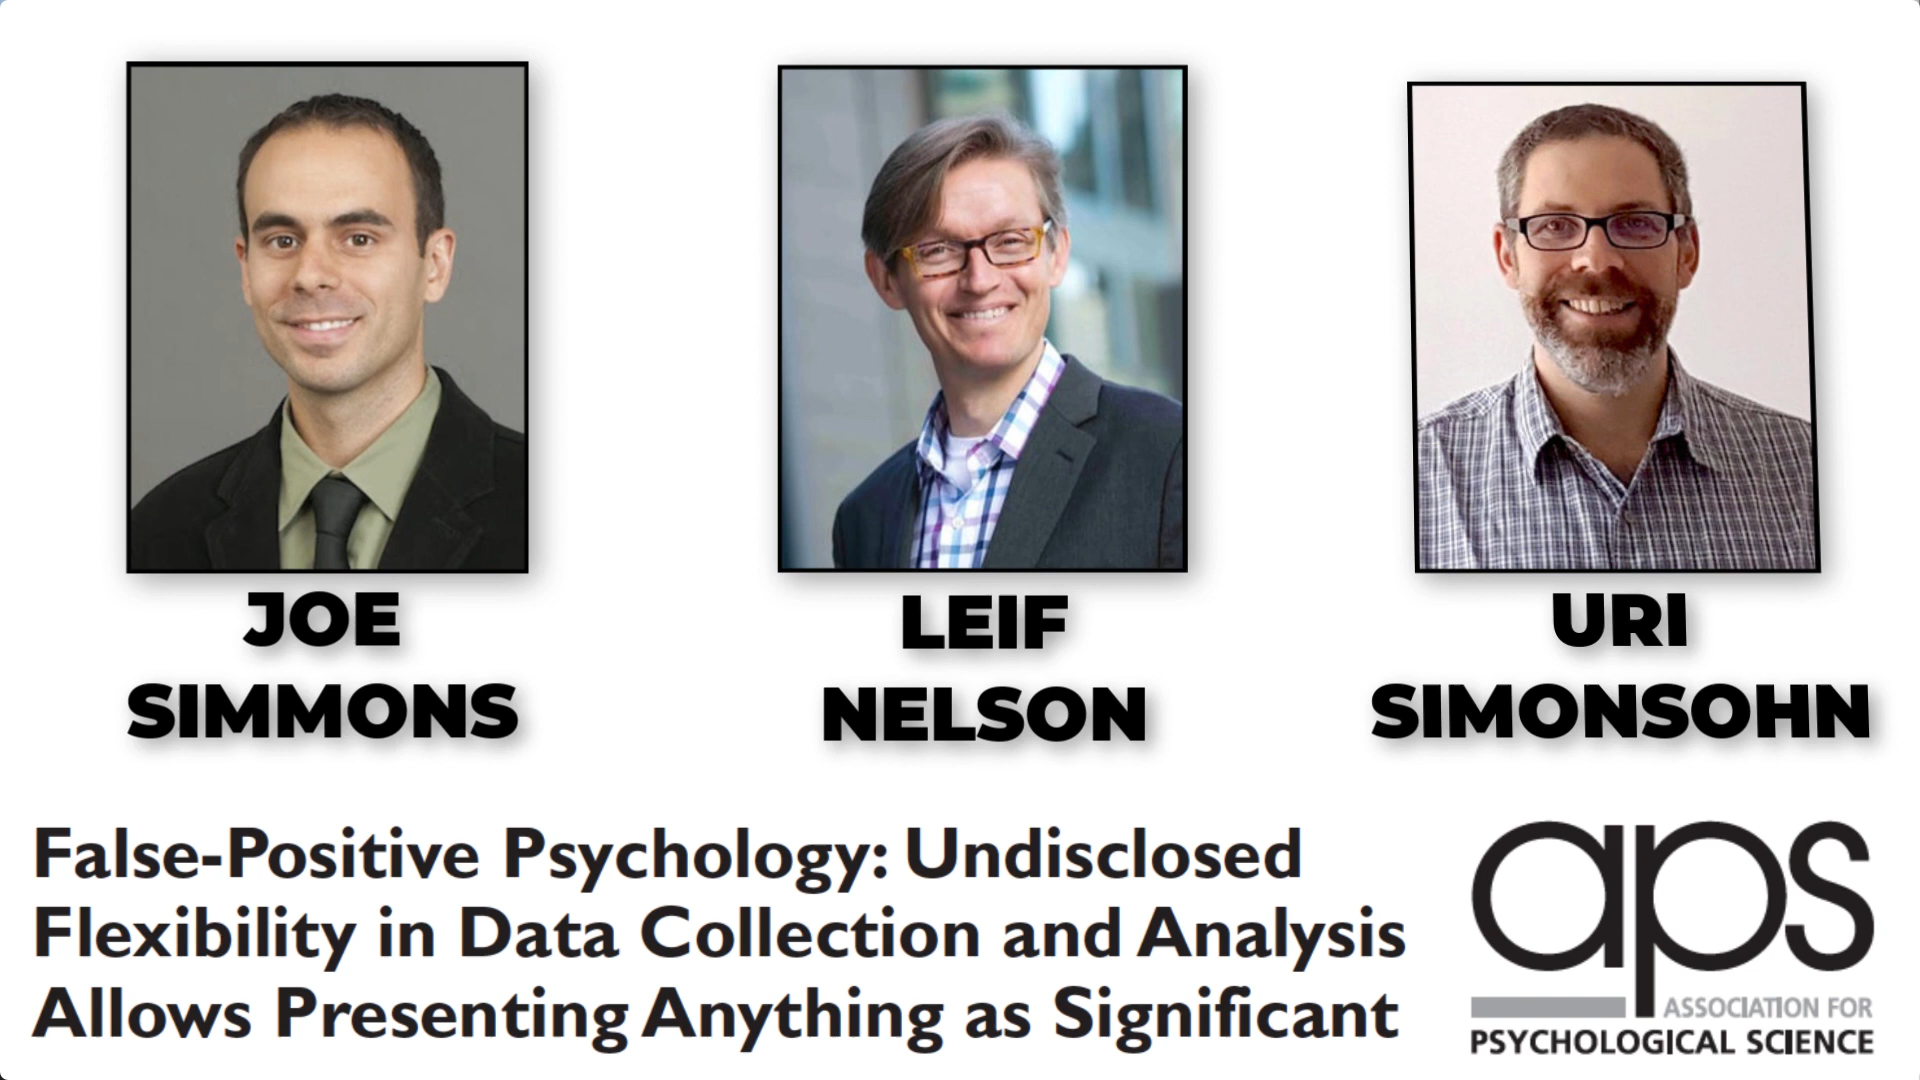 JOE
SIMMONS
LEIF
NELSON
URI
SIMONSOHN
False-Positive Psychology: Undisclosed
Flexibility in Data Collection and Analysis
Allows Presenting Anything as Significant
aps
ASSOCIATION FOR
PSYCHOLOGICAL SCIENCE